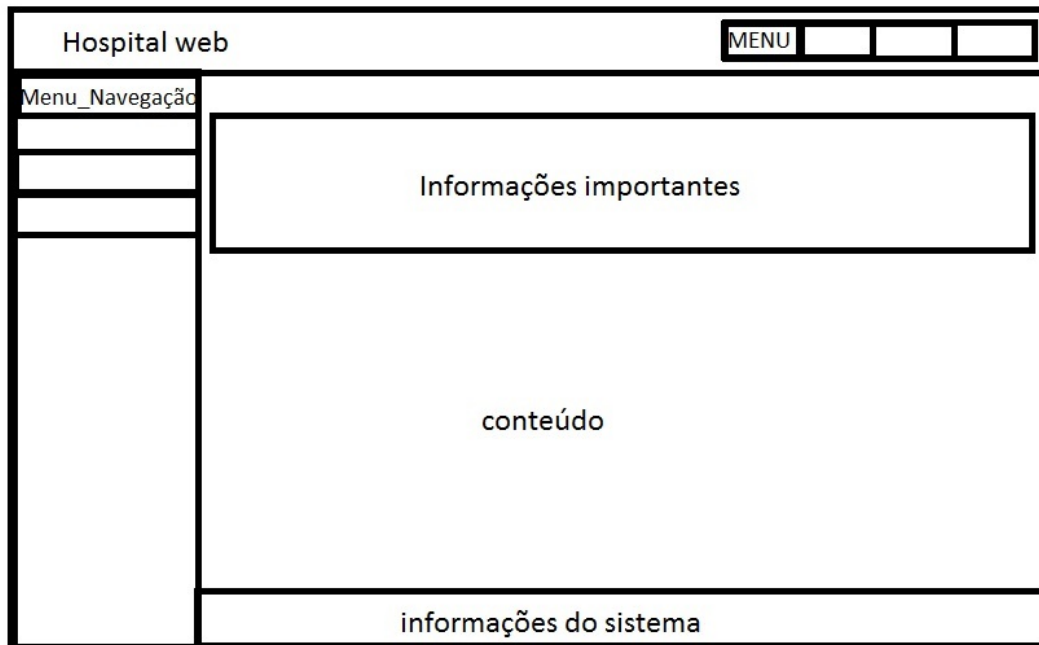 Hospital web
MENU
Menu_Navegação
Informações importantes
conteúdo
informações do sistema